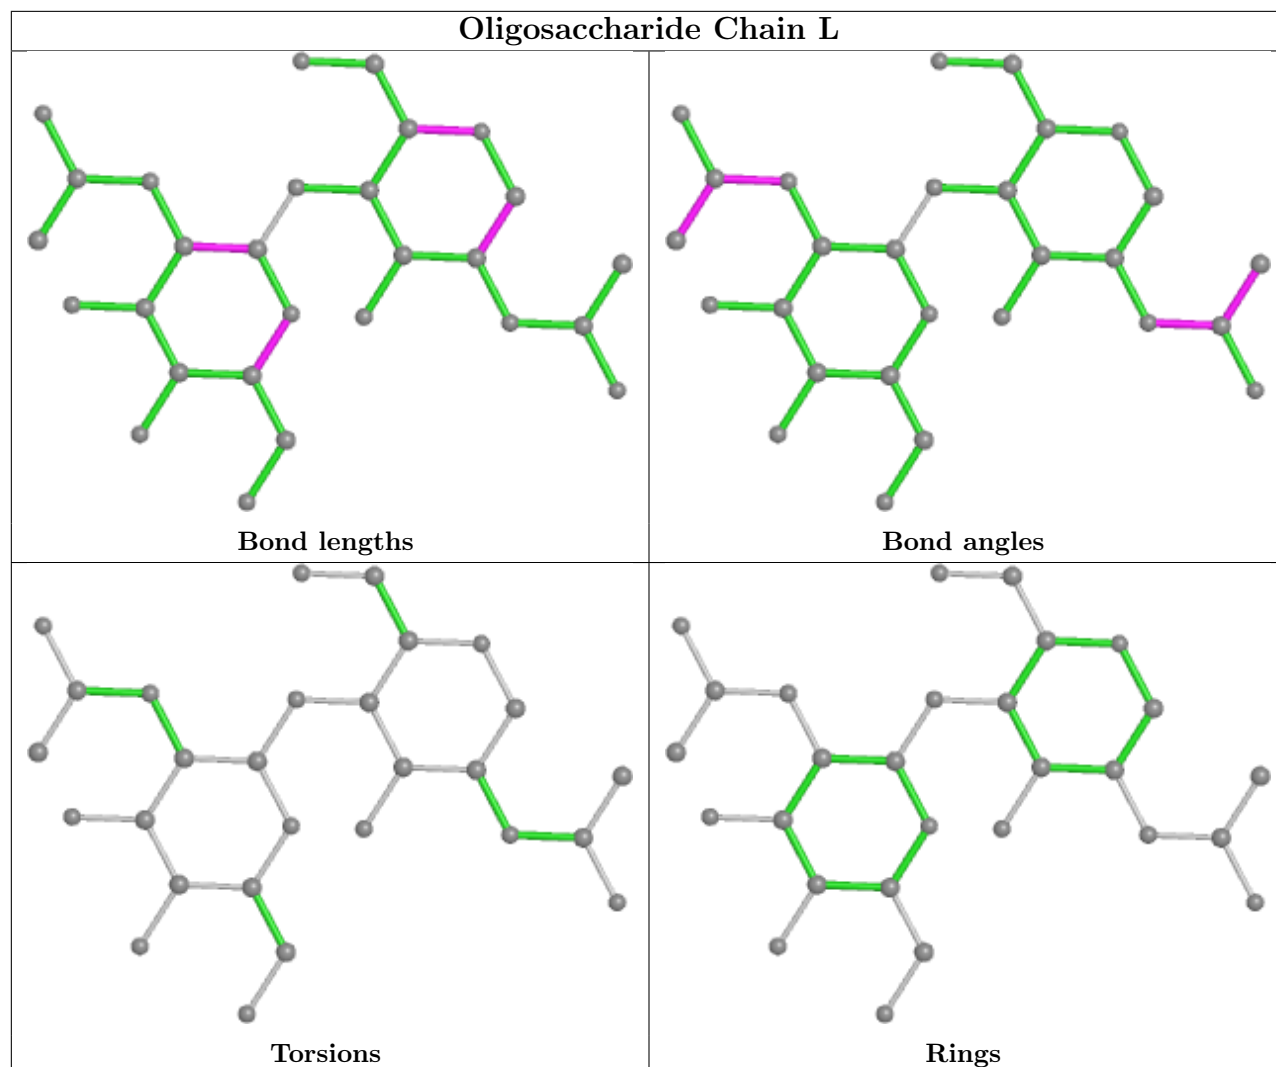 Oligosaccharide Chain L
Bond lengths
Bond angles
Torsions
Rings